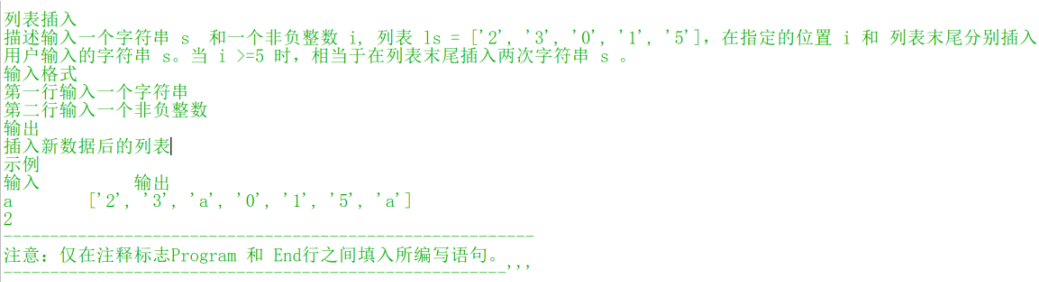 列表插入
描述输入一个字符串 s 和一个非负整数 i, 列表 ls = ['2', '3', '0', '1', '5'], 在指定的位置 i 和 列表末尾分别插入
用户输入的字符串 s。当 i >=5 时，相当于在列表末尾插入两次字符串 s 。
输入格式
第一行输入一个字符串
第二行输入一个非负整数
输出
插入新数据后的列表
示例
输入 输出
a ['2', '3', 'a', '0', '1', '5', 'a']
2
------------------------------------------------------------
注意：仅在注释标志Program 和 End行之间填入所编写语句。
---------------------------------------------------------'''